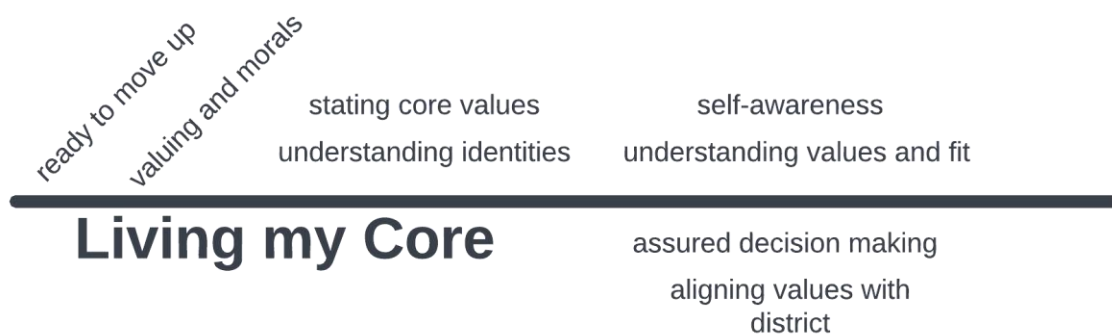 ready to move up
valuing and morals
stating core values
understanding identities
self-awareness
understanding values and fit
Living my Core
assured decision making
aligning values with
district